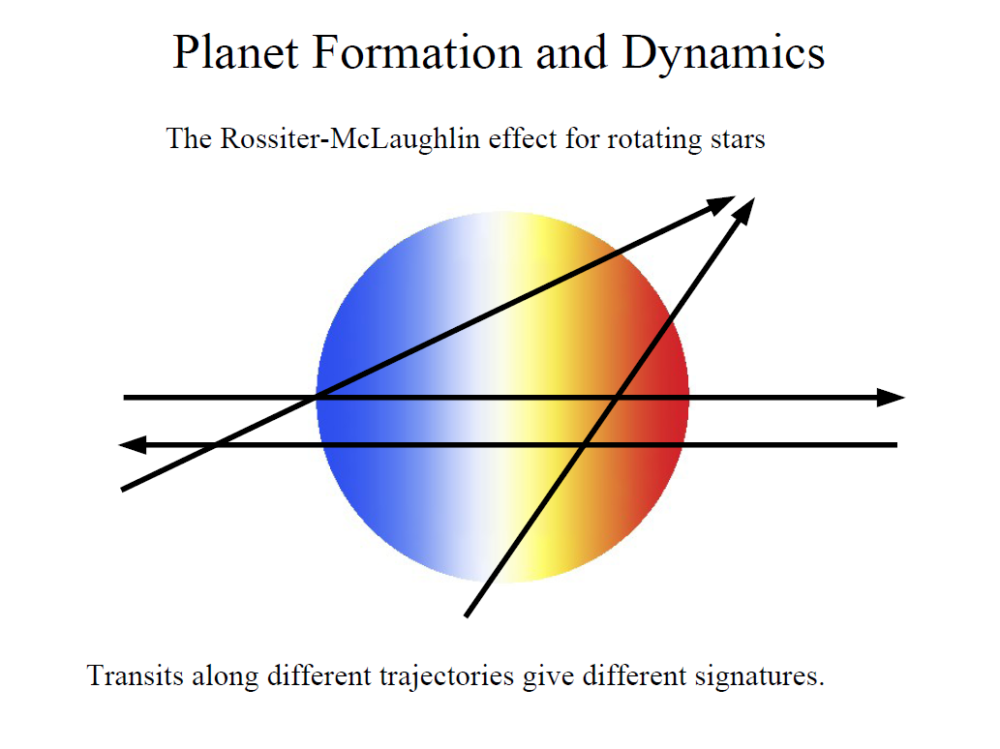 Planet Formation and Dynamics
The Rossiter-McLaughlin effect for rotating stars
Transits along different trajectories give different signatures.